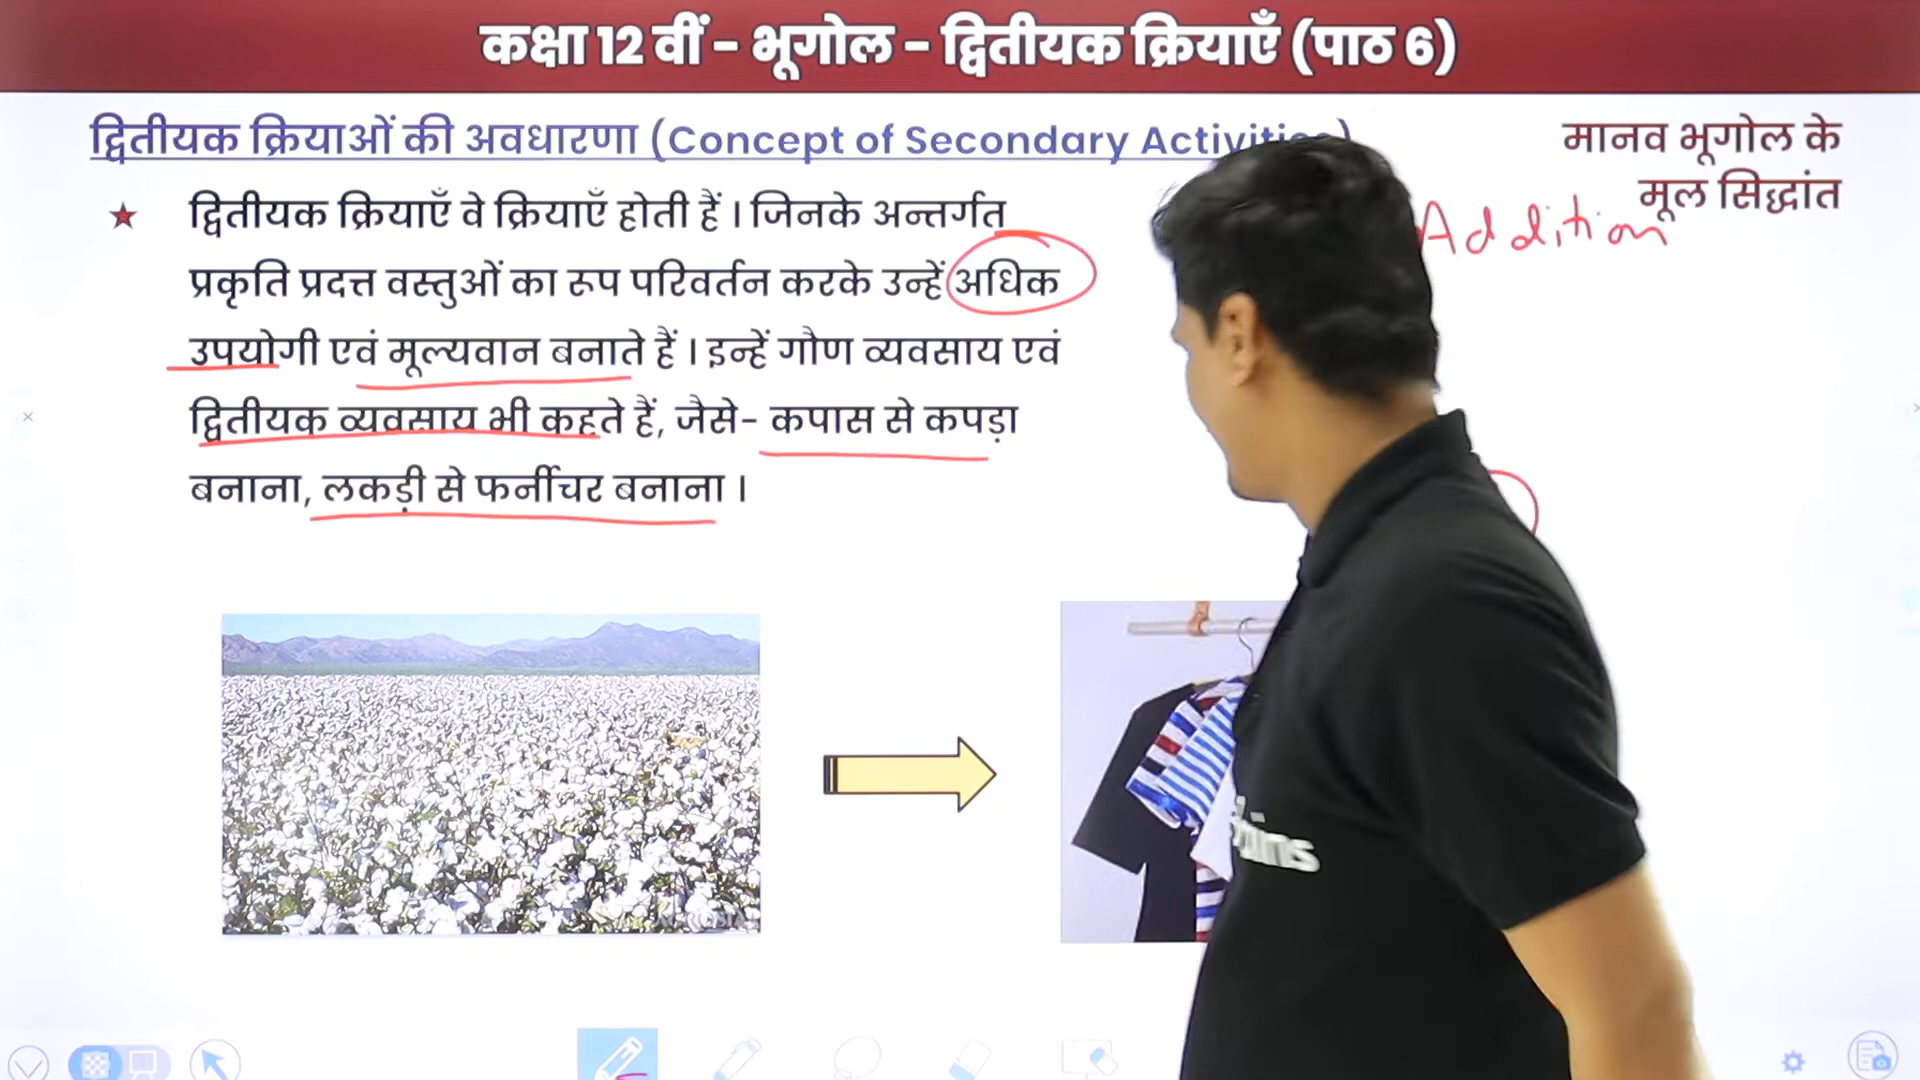 कक्षा 12 वीं - भूगोल - द्वितीयक क्रियाएँ (पाठ 6)
द्वितीयक क्रियाओं की अवधारणा (Concept of Secondary Activities)
मानव भूगोल के
मूल सिद्धांत
Addition
★ द्वितीयक क्रियाएँ वे क्रियाएँ होती हैं । जिनके अन्तर्गत
प्रकृति प्रदत्त वस्तुओं का रूप परिवर्तन करके उन्हें अधिक
उपयोगी एवं मूल्यवान बनाते हैं । इन्हें गौण व्यवसाय एवं
द्वितीयक व्यवसाय भी कहते हैं, जैसे- कपास से कपड़ा
बनाना, लकड़ी से फर्नीचर बनाना ।